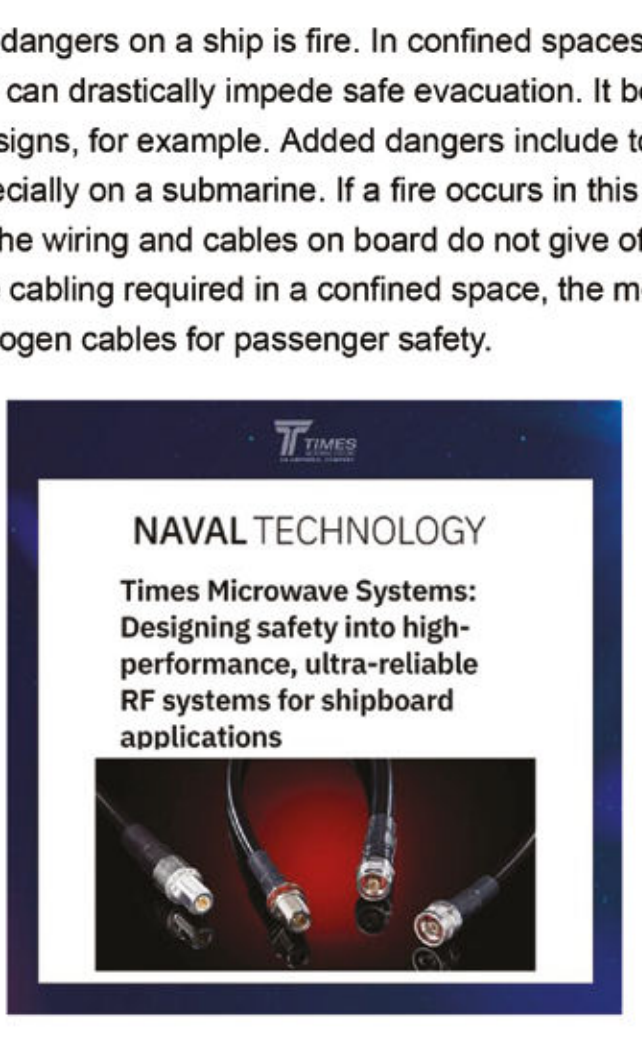 dangers on a ship is fire. In confined spaces
can drastically impede safe evacuation. It be
signs, for example. Added dangers include to
ecially on a submarine. If a fire occurs in this
he wiring and cables on board do not give of
cabling required in a confined space, the m
ogen cables for passenger safety.
TIMES
NAVAL TECHNOLOGY
Times Microwave Systems:
Designing safety into high-
performance, ultra-reliable
RF systems for shipboard
applications